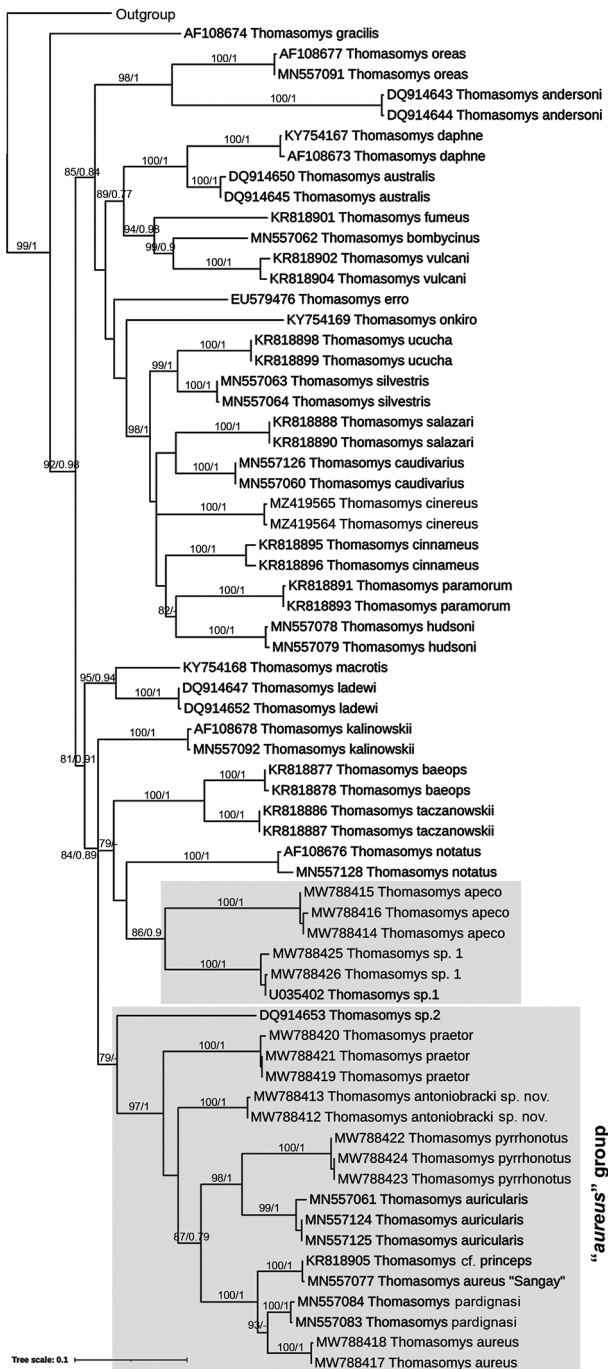 Outgroup
AF108674 Thomasomys gracilis
AF108677 Thomasomys oreas
100/1
MN557091 Thomasomys oreas
98/1
DQ914643 Thomasomys andersoni
100/1
DQ914644 Thomasomys andersoni
KY754167 Thomasomys daphne
100/1
AF108673 Thomasomys daphne
100/1
85/0.84
DQ914650 Thomasomys australis
100/1
89/0.77
DQ914645 Thomasomys australis
KR818901 Thomasomys fumeus
94/0.98
MN557062 Thomasomys bombycinus
99/1
99/0.9
KR818902 Thomasomys vulcani
100/1
KR818904 Thomasomys vulcani
EU579476 Thomasomys erro
KY754169 Thomasomys onkiro
KR818898 Thomasomys ucucha
100/1
KR818899 Thomasomys ucucha
99/1
MN557063 Thomasomys silvestris
100/1
MN557064 Thomasomys silvestris
KR818888 Thomasomys salazari
98/1
100/1
KR818890 Thomasomys salazari
MN557126 Thomasomys caudivarius
92/0.98
100/1
MN557060 Thomasomys caudivarius
MZ419565 Thomasomys cinereus
100/1
MZ419564 Thomasomys cinereus
KR818895 Thomasomys cinnameus
100/1
KR818896 Thomasomys cinnameus
KR818891 Thomasomys paramorum
100/1
KR818893 Thomasomys paramorum
82/-
MN557078 Thomasomys hudsoni
100/1
MN557079 Thomasomys hudsoni
KY754168 Thomasomys macrotis
95/0.94
DQ914647 Thomasomys ladewi
100/1
DQ914652 Thomasomys ladewi
AF108678 Thomasomys kalinowskii
100/1
MN557092 Thomasomys kalinowskii
81/0.91
KR818877 Thomasomys baeops
100/1
KR818878 Thomasomys baeops
100/1
KR818886 Thomasomys taczanowskii
100/1
KR818887 Thomasomys taczanowskii
79/-
84/0.89
AF108676 Thomasomys notatus
100/1
MN557128 Thomasomys notatus
MW788415 Thomasomys apeco
100/1
MW788416 Thomasomys apeco
MW788414 Thomasomys apeco
86/0.9
MW788425 Thomasomys sp. 1
100/1
MW788426 Thomasomys sp. 1
U035402 Thomasomys sp.1
DQ914653 Thomasomys sp.2
MW788420 Thomasomys praetor
100/1
MW788421 Thomasomys praetor
79/-
MW788419 Thomasomys praetor
MW788413 Thomasomys antoniobracki sp. nov.
97/1
100/1
MW788412 Thomasomys antoniobracki sp. nov.
MW788422 Thomasomys pyrrhonotus
100/1
MW788424 Thomasomys pyrrhonotus
98/1
MW788423 Thomasomys pyrrhonotus
MN557061 Thomasomys auricularis
99/1
MN557124 Thomasomys auricularis
87/0.79
MN557125 Thomasomys auricularis
KR818905 Thomasomys cf. princeps
100/1
MN557077 Thomasomys aureus "Sangay"
100/1
MN557084 Thomasomys pardignasi
100/1
MN557083 Thomasomys pardignasi
93/-
MW788418 Thomasomys aureus
100/1
MW788417 Thomasomys aureus
"aureus" group
Tree scale: 0.1